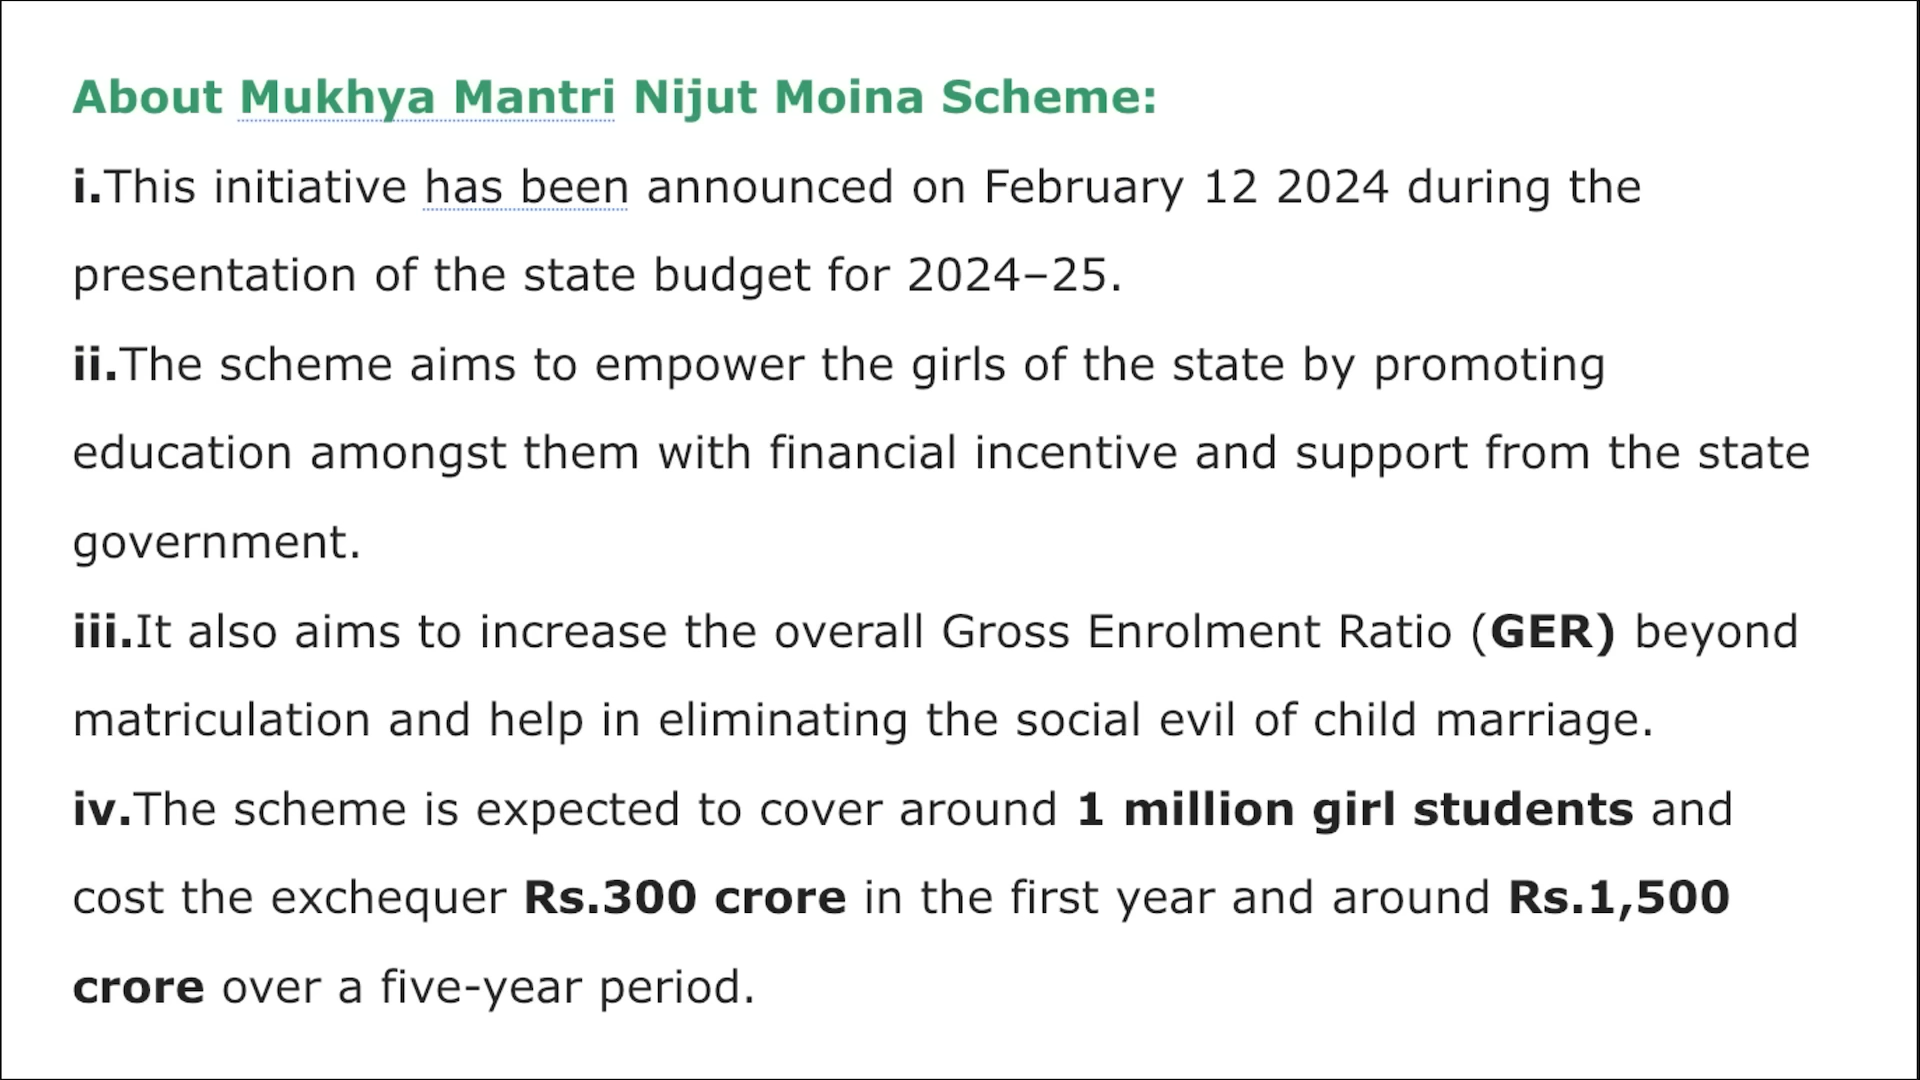 About Mukhya Mantri Nijut Moina Scheme:
i.This initiative has been announced on February 12 2024 during the
presentation of the state budget for 2024–25.
ii.The scheme aims to empower the girls of the state by promoting
education amongst them with financial incentive and support from the state
government.
iii.It also aims to increase the overall Gross Enrolment Ratio (GER) beyond
matriculation and help in eliminating the social evil of child marriage.
iv.The scheme is expected to cover around 1 million girl students and
cost the exchequer Rs.300 crore in the first year and around Rs.1,500
crore over a five-year period.